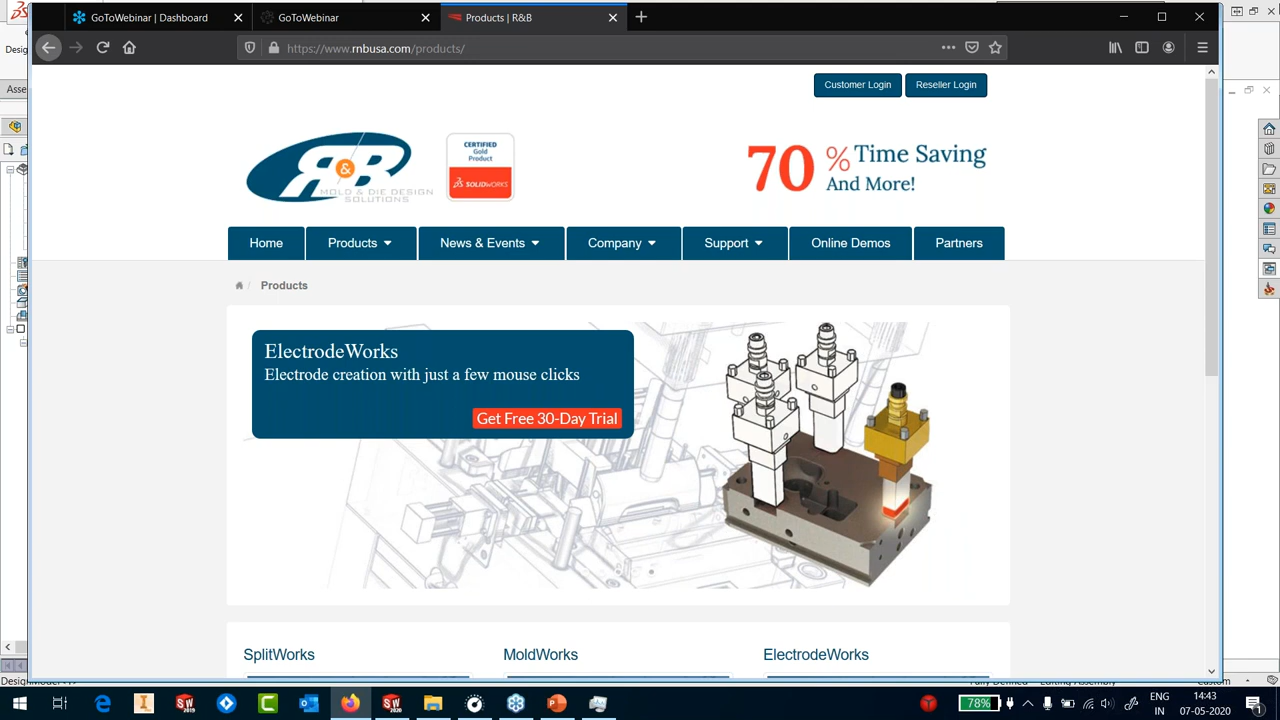 GoToWebinar | Dashboard
GoToWebinar
Products | R&B
https://www.rnbusa.com/products/
Customer Login
Reseller Login
R&B
MOLD & DIE DESIGN
SOLUTIONS
CERTIFIED
Gold
Product
SOLIDWORKS
70 % Time Saving
And More!
Home
Products
News & Events
Company
Support
Online Demos
Partners
Products
ElectrodeWorks
Electrode creation with just a few mouse clicks
Get Free 30-Day Trial
SplitWorks
MoldWorks
ElectrodeWorks
78%
ENG
IN
14:43
07-05-2020